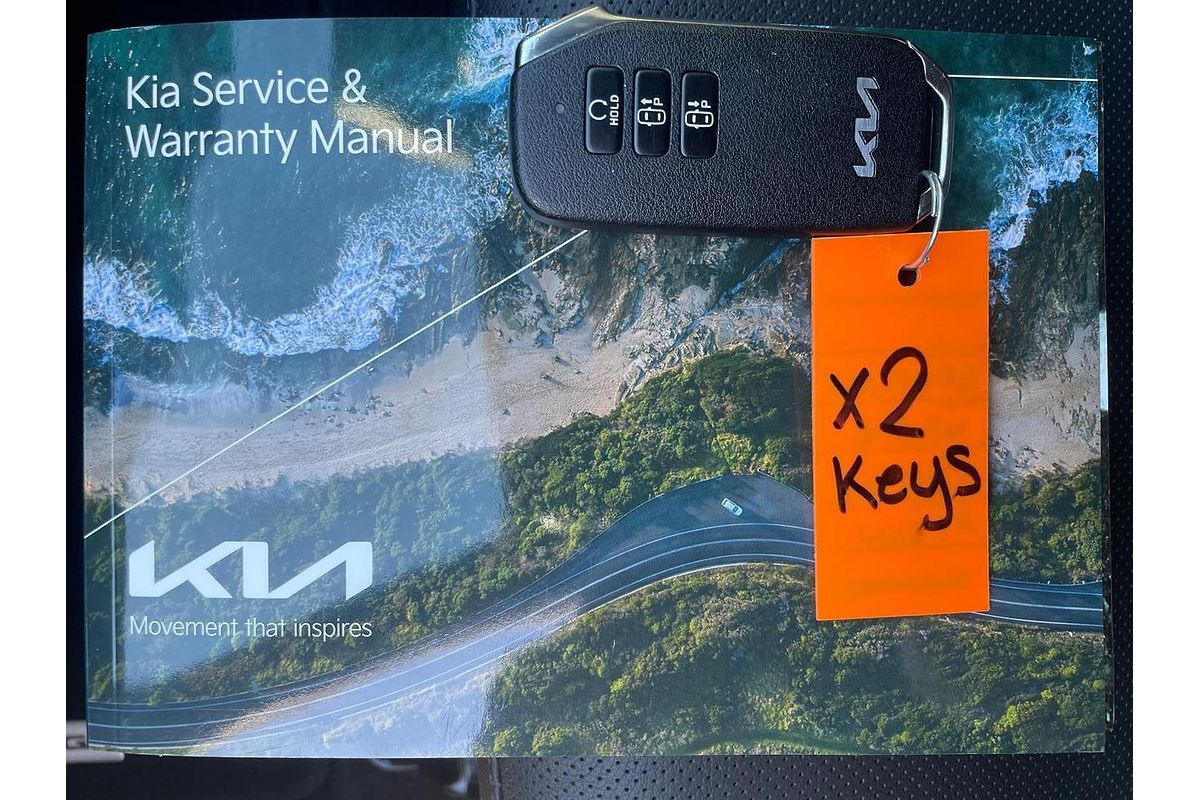 Kia Service &
Warranty Manual
HOLD
P
P
KIA
x2
Keys
KIA
Movement that inspires